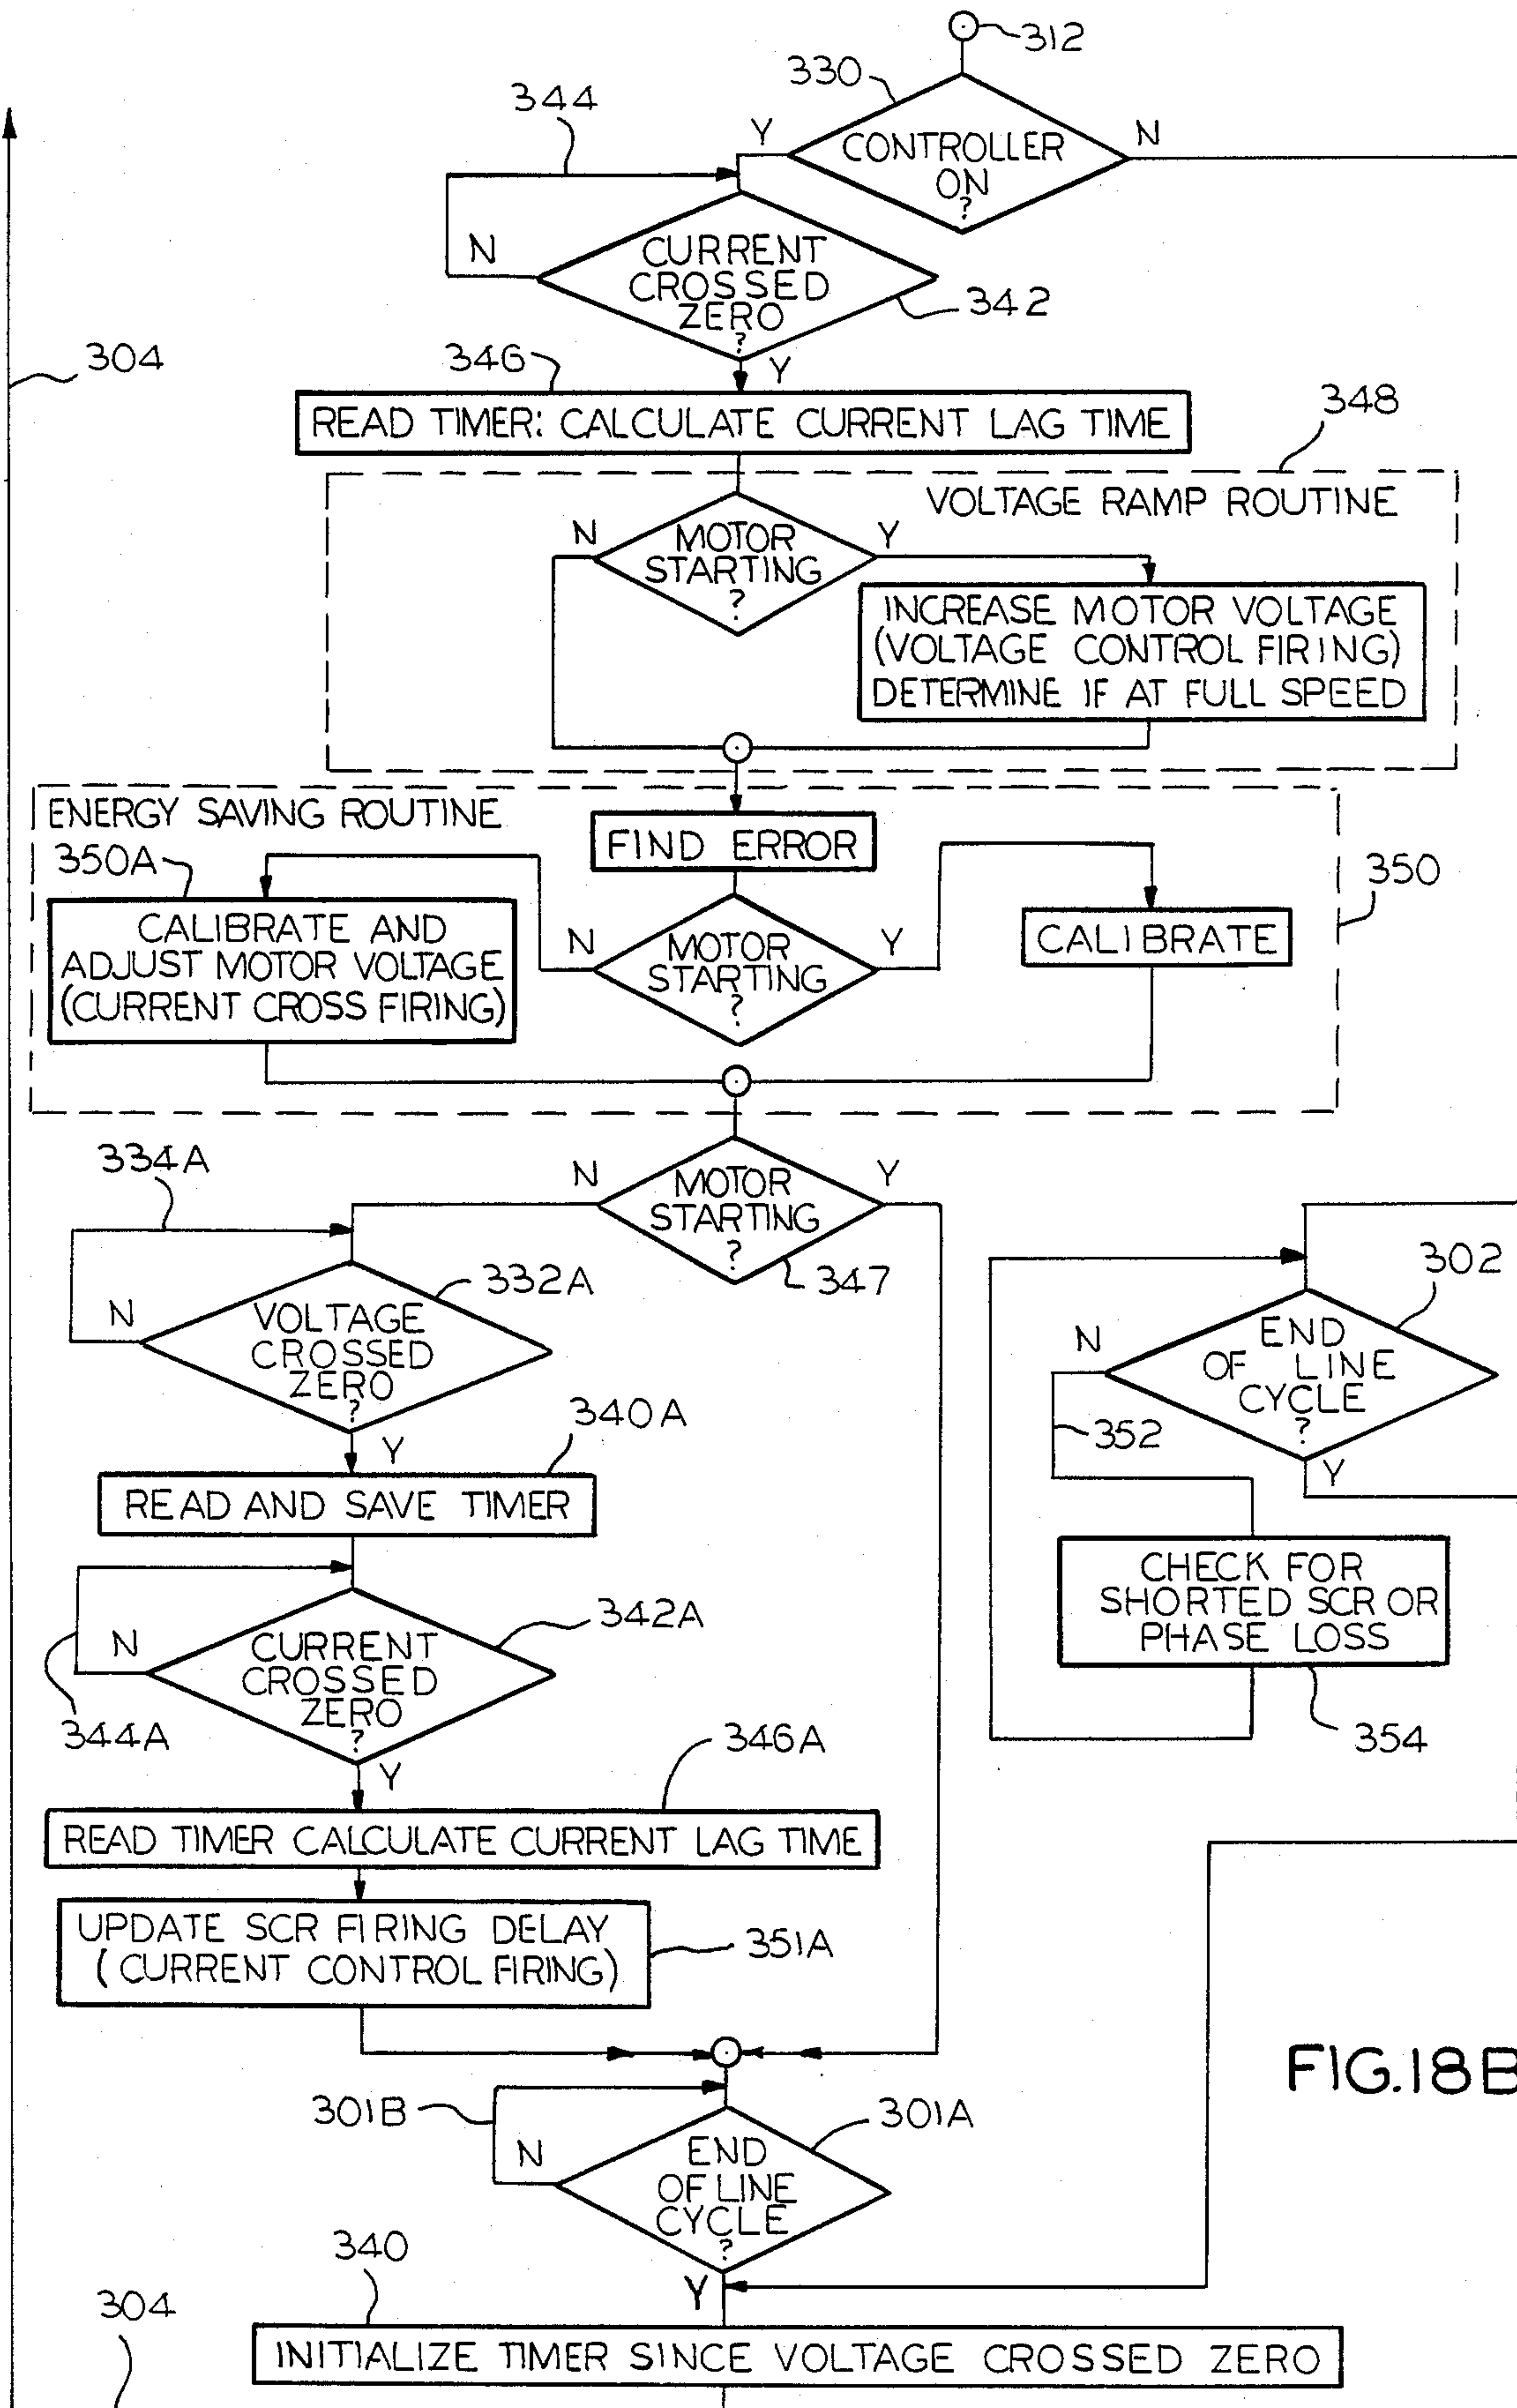 312
330
344
Y
N
CONTROLLER
ON
?
N
CURRENT
CROSSED
ZERO
?
342
304
346
Y
READ TIMER: CALCULATE CURRENT LAG TIME
348
VOLTAGE RAMP ROUTINE
N
MOTOR
STARTING
?
Y
INCREASE MOTOR VOLTAGE
(VOLTAGE CONTROL FIRING)
DETERMINE IF AT FULL SPEED
ENERGY SAVING ROUTINE
FIND ERROR
350A
350
CALIBRATE AND
ADJUST MOTOR VOLTAGE
(CURRENT CROSS FIRING)
N
MOTOR
STARTING
?
Y
CALIBRATE
334A
N
MOTOR
STARTING
?
Y
347
332A
302
N
VOLTAGE
CROSSED
ZERO
?
N
END
OF LINE
CYCLE
?
340A
352
Y
Y
READ AND SAVE TIMER
CHECK FOR
SHORTED SCR OR
PHASE LOSS
342A
N
CURRENT
CROSSED
ZERO
?
344A
354
346A
Y
READ TIMER CALCULATE CURRENT LAG TIME
UPDATE SCR FIRING DELAY
(CURRENT CONTROL FIRING)
351A
FIG.18B
301B
301A
N
END
OF LINE
CYCLE
?
340
Y
304
INITIALIZE TIMER SINCE VOLTAGE CROSSED ZERO